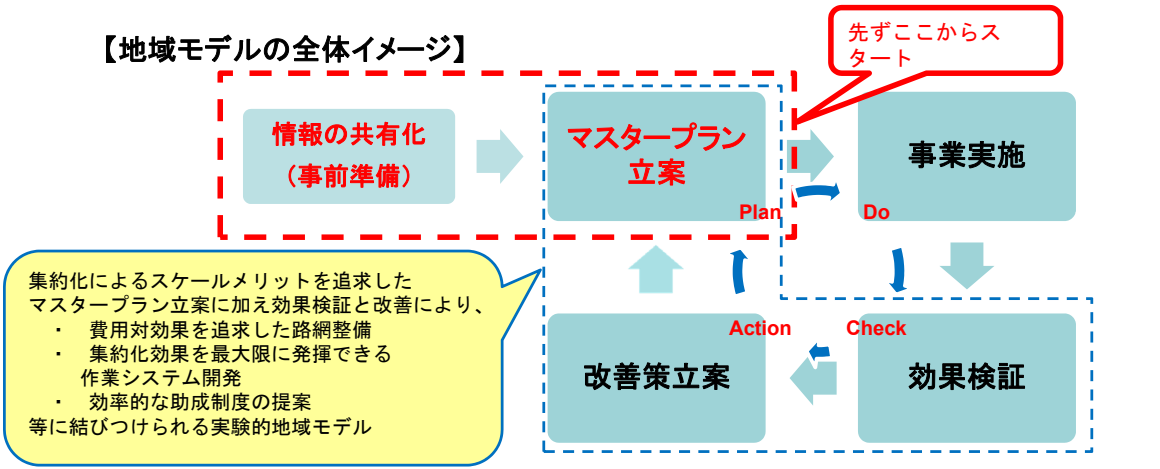 【地域モデルの全体イメージ】
先ずここからス
タート
情報の共有化
（事前準備）
マスタープラン
立案
事業実施
Plan
Do
集約化によるスケールメリットを追求した
マスタープラン立案に加え効果検証と改善により、
・ 費用対効果を追求した路網整備
・ 集約化効果を最大限に発揮できる
作業システム開発
・ 効率的な助成制度の提案
等に結びつけられる実験的地域モデル
Action
Check
改善策立案
効果検証